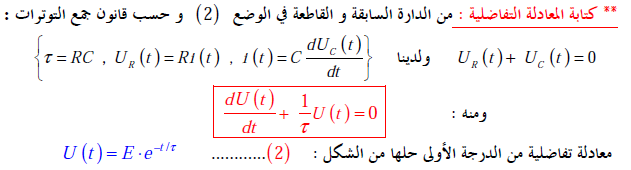 ** كتابة المعادلة التفاضلية : من الدارة السابقة و القاطعة في الوضع (2) و حسب قانون جمع التوترات :
U_R(t) + U_C(t) = 0 ولدينا {τ = RC , U_R(t) = Ri(t) , i(t) = C dU_C(t)/dt}
ومنه : dU(t)/dt + 1/τ U(t) = 0
معادلة تفاضلية من الدرجة الأولى حلها من الشكل : (2) ............ U(t) = E·e^{-t/τ}